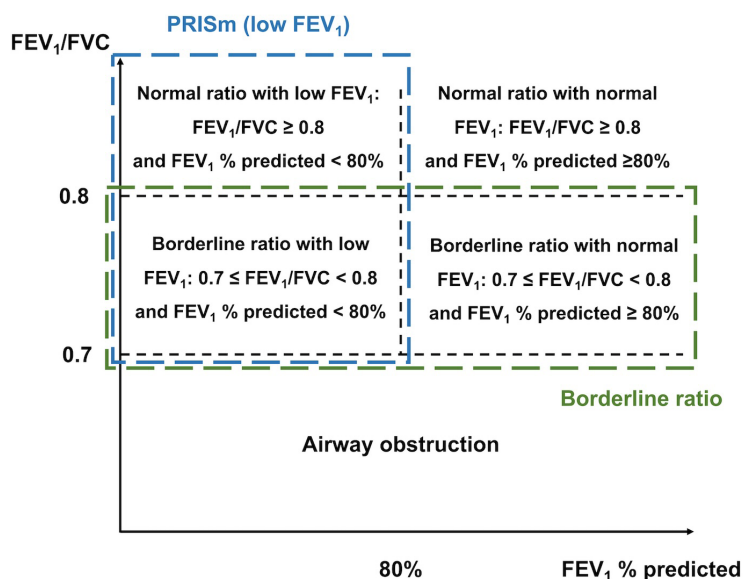 PRISm (low FEV₁)
FEV₁/FVC
Normal ratio with low FEV₁:
FEV₁/FVC ≥ 0.8
and FEV₁ % predicted < 80%
Normal ratio with normal
FEV₁: FEV₁/FVC ≥ 0.8
and FEV₁ % predicted ≥80%
0.8
Borderline ratio with low
FEV₁: 0.7 ≤ FEV₁/FVC < 0.8
and FEV₁ % predicted < 80%
Borderline ratio with normal
FEV₁: 0.7 ≤ FEV₁/FVC < 0.8
and FEV₁ % predicted ≥ 80%
0.7
Borderline ratio
Airway obstruction
80%
FEV₁ % predicted